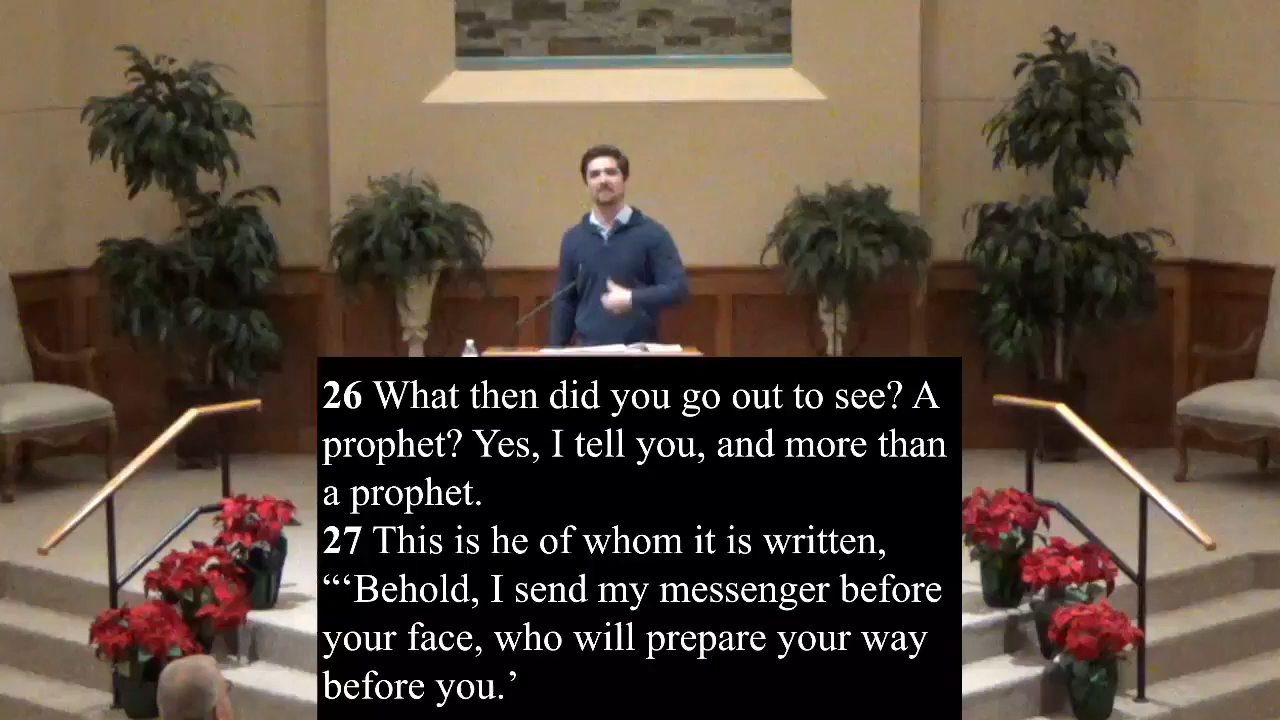 26 What then did you go out to see? A
prophet? Yes, I tell you, and more than
a prophet.
27 This is he of whom it is written,
“‘Behold, I send my messenger before
your face, who will prepare your way
before you.’